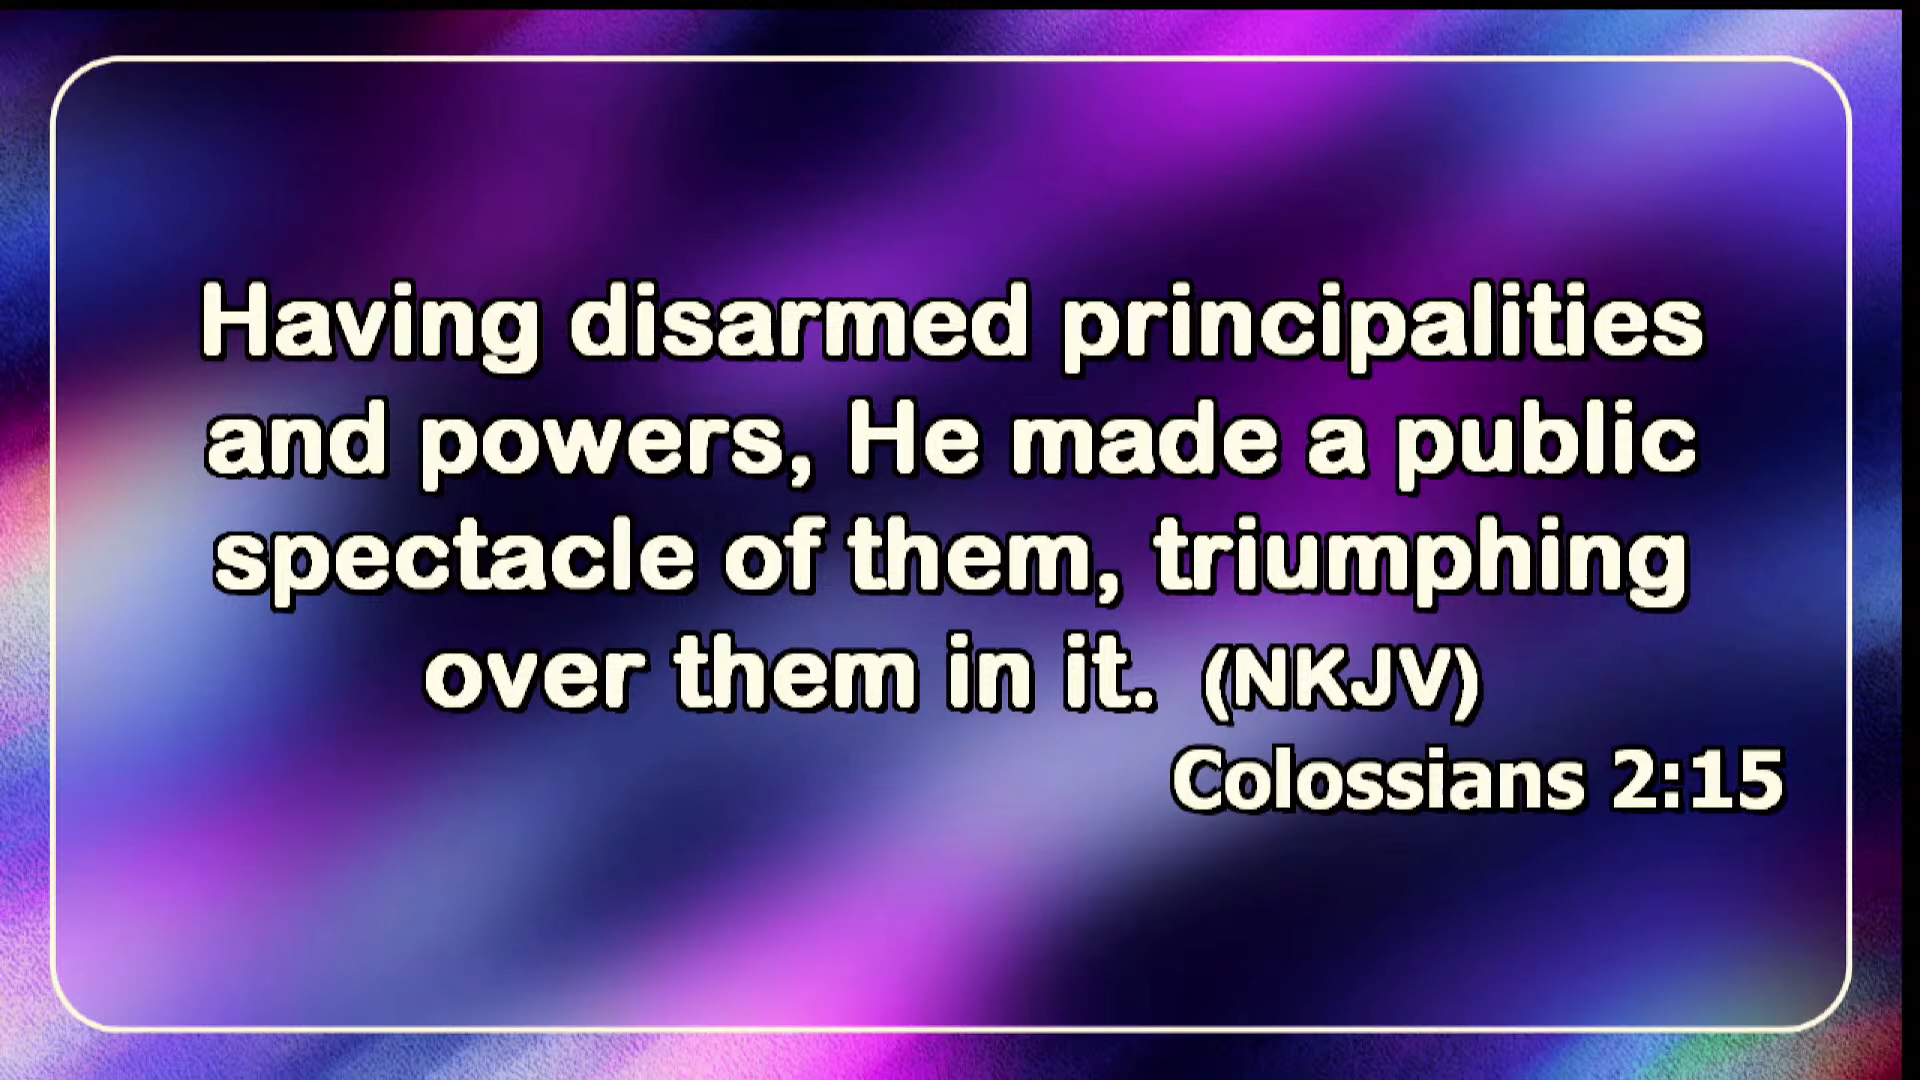 Having disarmed principalities
and powers, He made a public
spectacle of them, triumphing
over them in it. (NKJV)
Colossians 2:15